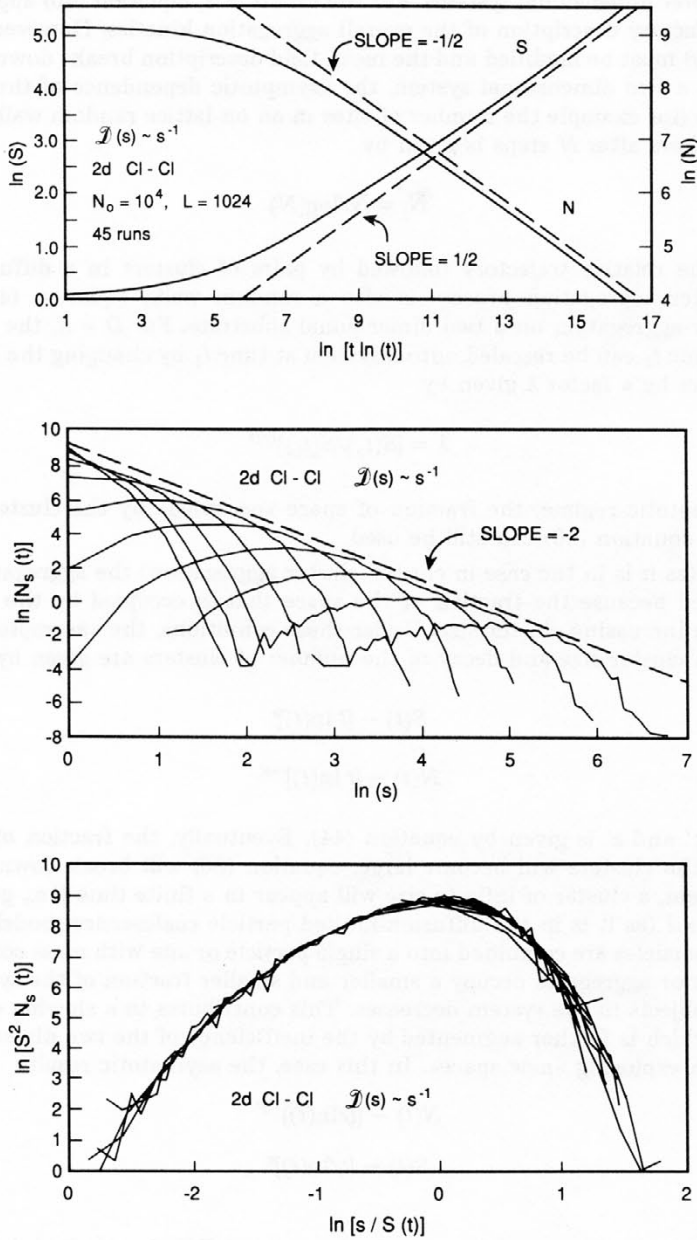 5.0
4.0
3.0
2.0
1.0
0.0
ln (S)
SLOPE = -1/2
S
𝒟(s) ~ s⁻¹
2d Cl - Cl
N₀ = 10⁴, L = 1024
45 runs
N
SLOPE = 1/2
9
8
7
6
5
4
ln (N)
1 3 5 7 9 11 13 15 17
ln [t ln (t)]
10
8
6
4
2
0
-2
-4
-6
-8
ln [Nₛ (t)]
2d Cl - Cl 𝒟(s) ~ s⁻¹
SLOPE = -2
0 1 2 3 4 5 6 7
ln (s)
10
9
8
7
6
5
4
3
2
1
0
ln [S² Nₛ (t)]
2d Cl - Cl 𝒟(s) ~ s⁻¹
0 -2 -1 0 1 2
ln [s / S (t)]